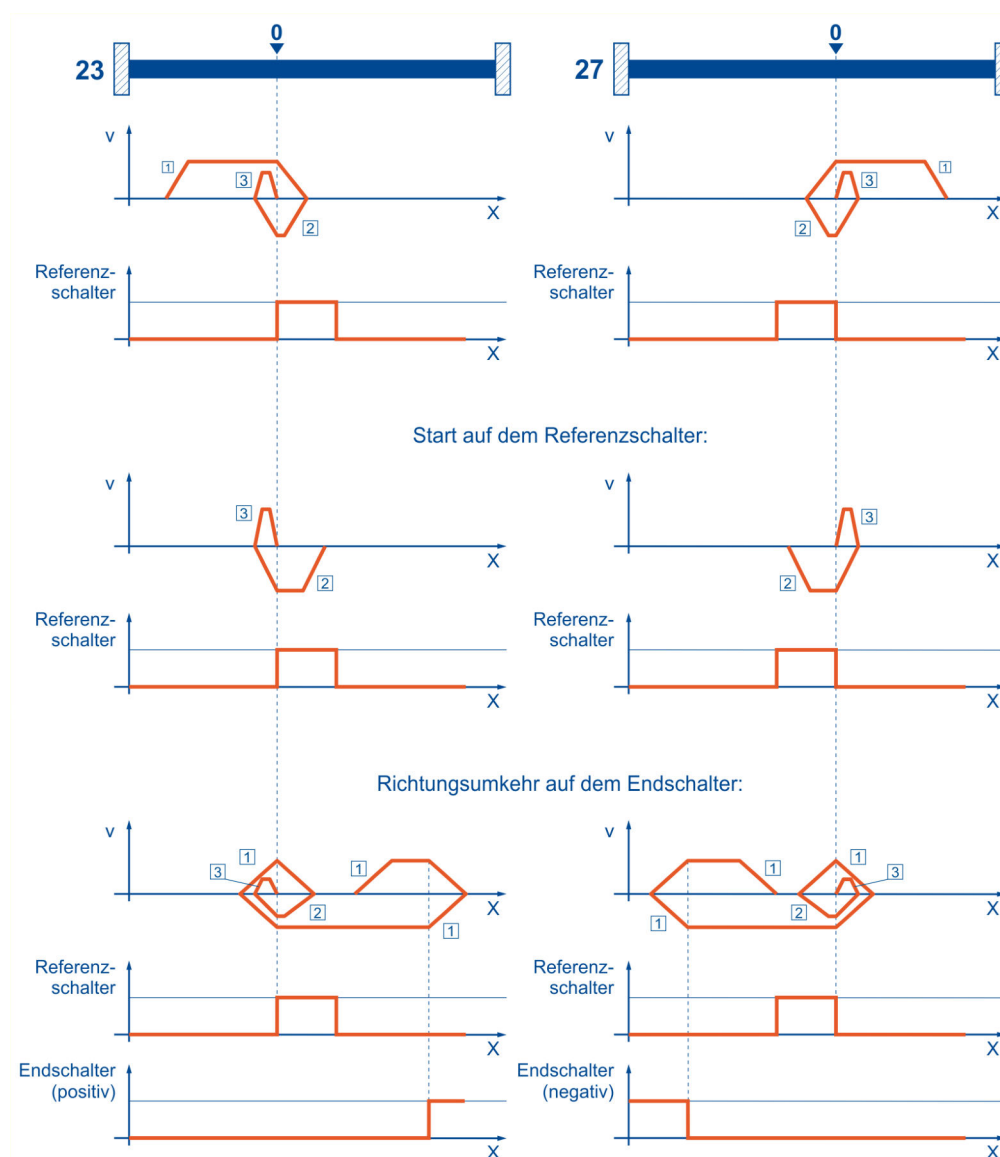 0
0
23
27
v
v
1
3
2
X
3
1
2
X
Referenz-
schalter
X
Referenz-
schalter
X
Start auf dem Referenzschalter:
v
v
3
2
X
3
2
X
Referenz-
schalter
X
Referenz-
schalter
X
Richtungsumkehr auf dem Endschalter:
v
v
1
3
1
2
1
X
1
1
3
2
1
X
Referenz-
schalter
X
Referenz-
schalter
X
Endschalter
(positiv)
X
Endschalter
(negativ)
X